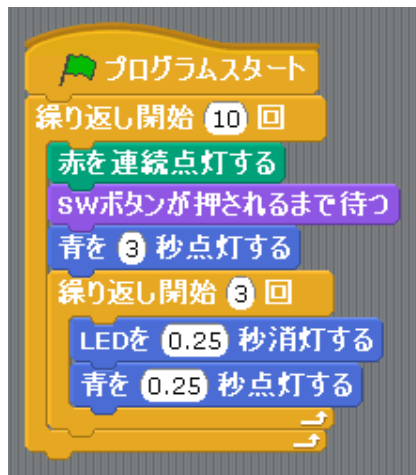 プログラムスタート
繰り返し開始 10 回
赤を連続点灯する
SWボタンが押されるまで待つ
青を 3 秒点灯する
繰り返し開始 3 回
LEDを 0.25 秒消灯する
青を 0.25 秒点灯する